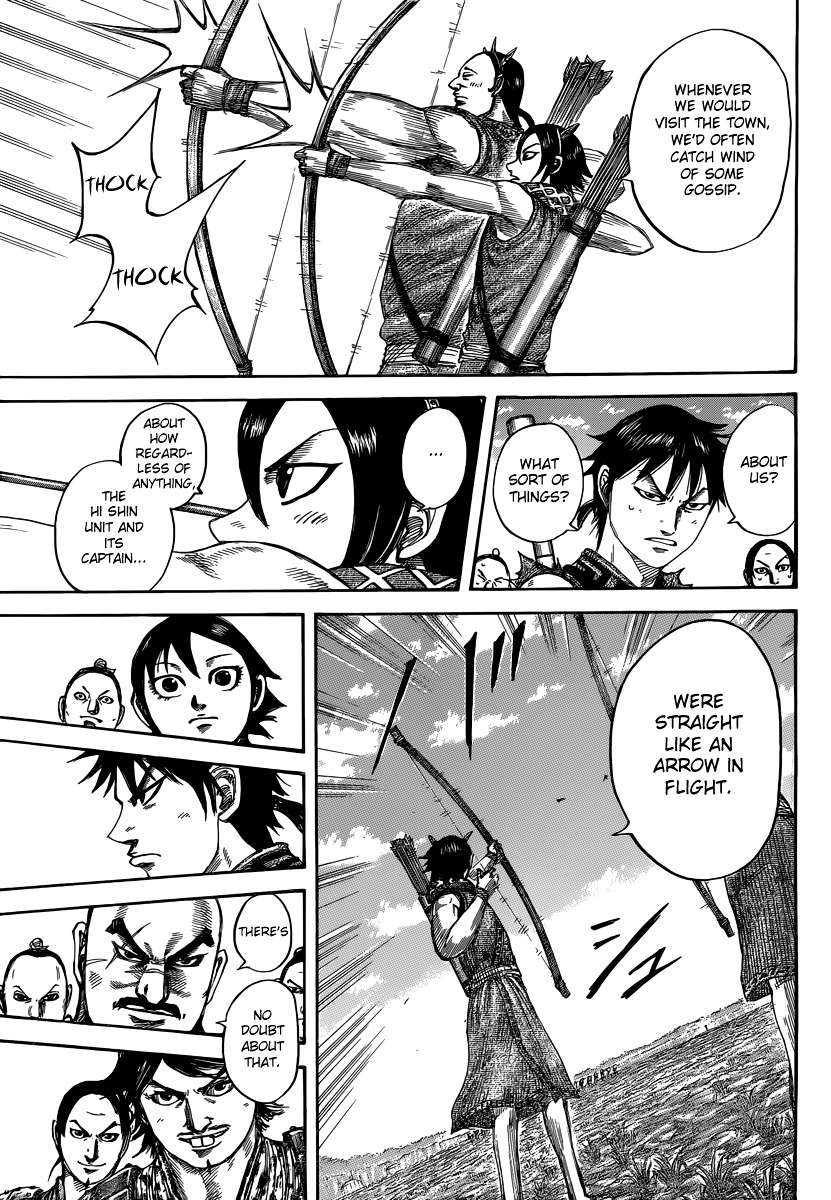 WHENEVER
WE WOULD
VISIT THE TOWN,
WE'D OFTEN
CATCH WIND
OF SOME
GOSSIP.
THOCK
THOCK
ABOUT
US?
WHAT
SORT OF
THINGS?
...
ABOUT
HOW
REGARD-
LESS OF
ANYTHING,
THE
HI SHIN
UNIT AND
ITS
CAPTAIN...
WERE
STRAIGHT
LIKE AN
ARROW IN
FLIGHT.
シュ
THERE'S
NO
DOUBT
ABOUT
THAT.